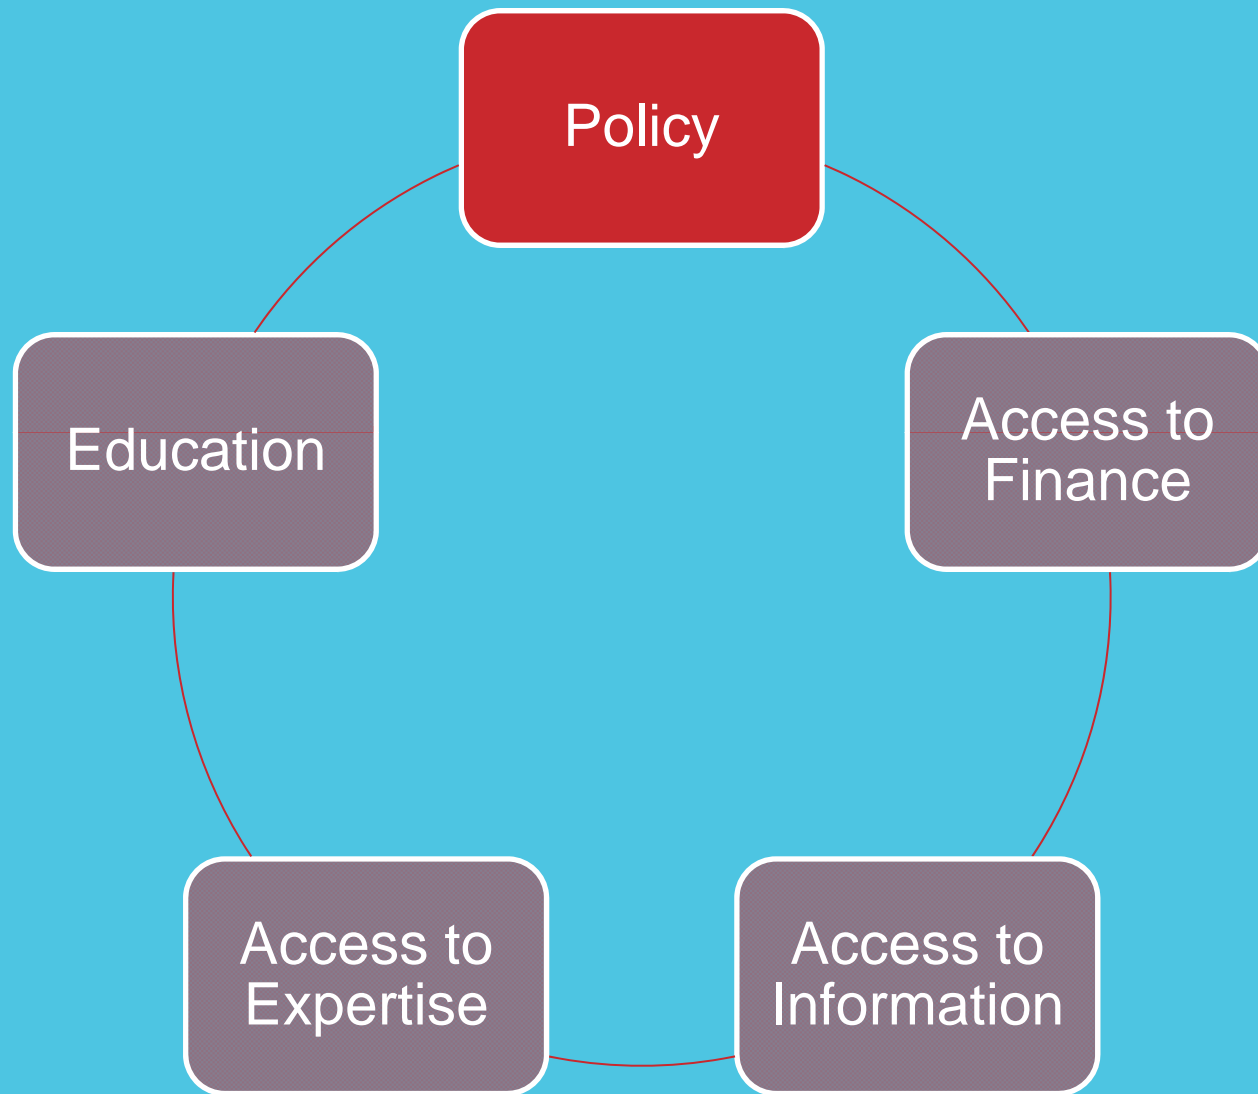 Policy
Education
Access to
Finance
Access to
Expertise
Access to
Information